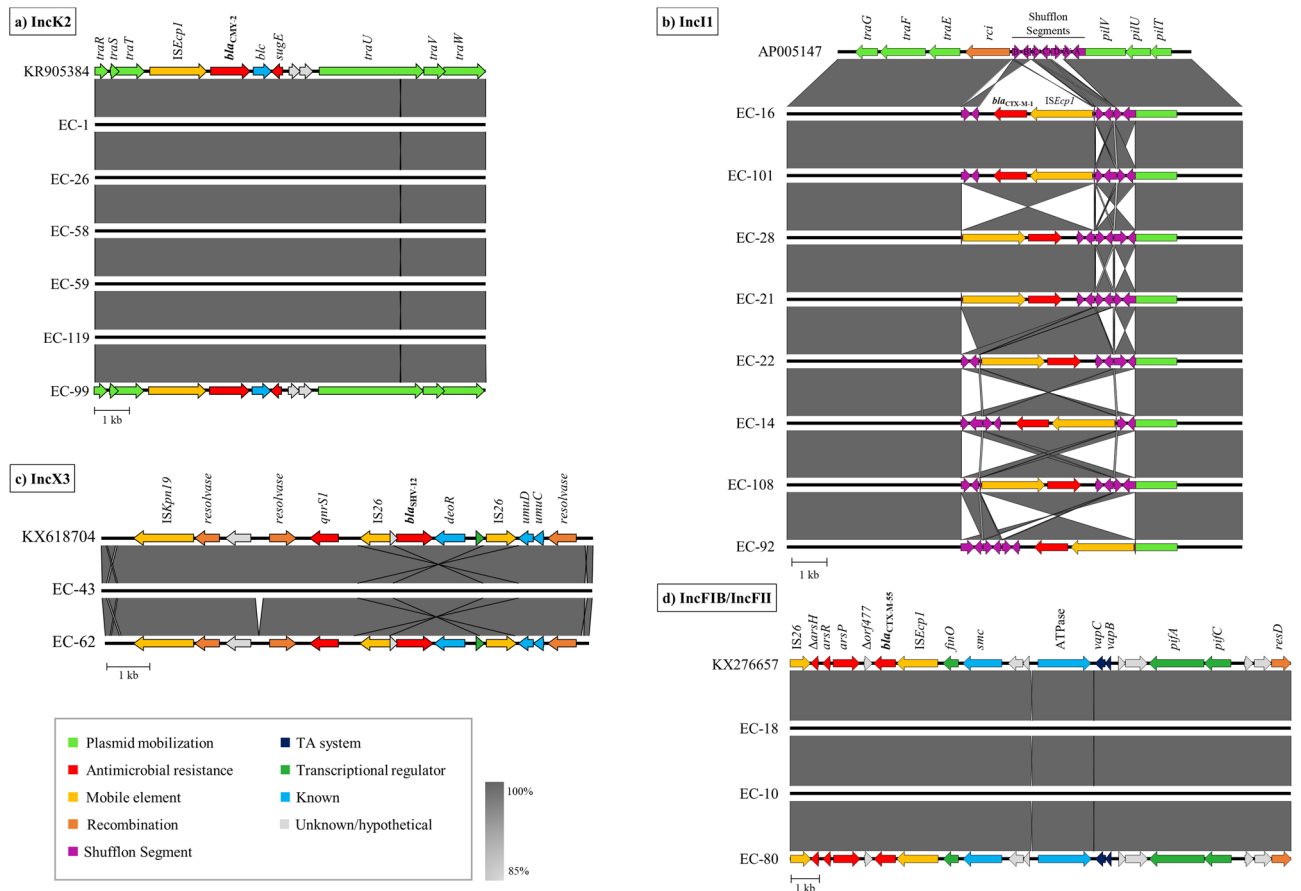 a) IncK2
traR
traS
traT
ISEcp1
blaCMY-2
blc
sugE
traU
traV
traW
KR905384
EC-1
EC-26
EC-58
EC-59
EC-119
EC-99
1 kb
b) IncI1
traG
traF
traE
rci
Shufflon
Segments
pilV
pilU
pilT
AP005147
blaCTX-M-1
ISEcp1
EC-16
EC-101
EC-28
EC-21
EC-22
EC-14
EC-108
EC-92
1 kb
c) IncX3
ISKpn19
resolvase
resolvase
qnrS1
IS26
blaSHV-12
deoR
IS26
umuD
umuC
resolvase
KX618704
EC-43
EC-62
1 kb
d) IncFIB/IncFII
IS26
ΔarsH
arsR
arsP
Δorf477
blaCTX-M-55
ISEcp1
finO
smc
ATPase
vapC
vapB
pifA
pifC
resD
KX276657
EC-18
EC-10
EC-80
1 kb
Plasmid mobilization
Antimicrobial resistance
Mobile element
Recombination
Shufflon Segment
TA system
Transcriptional regulator
Known
Unknown/hypothetical
100%
85%